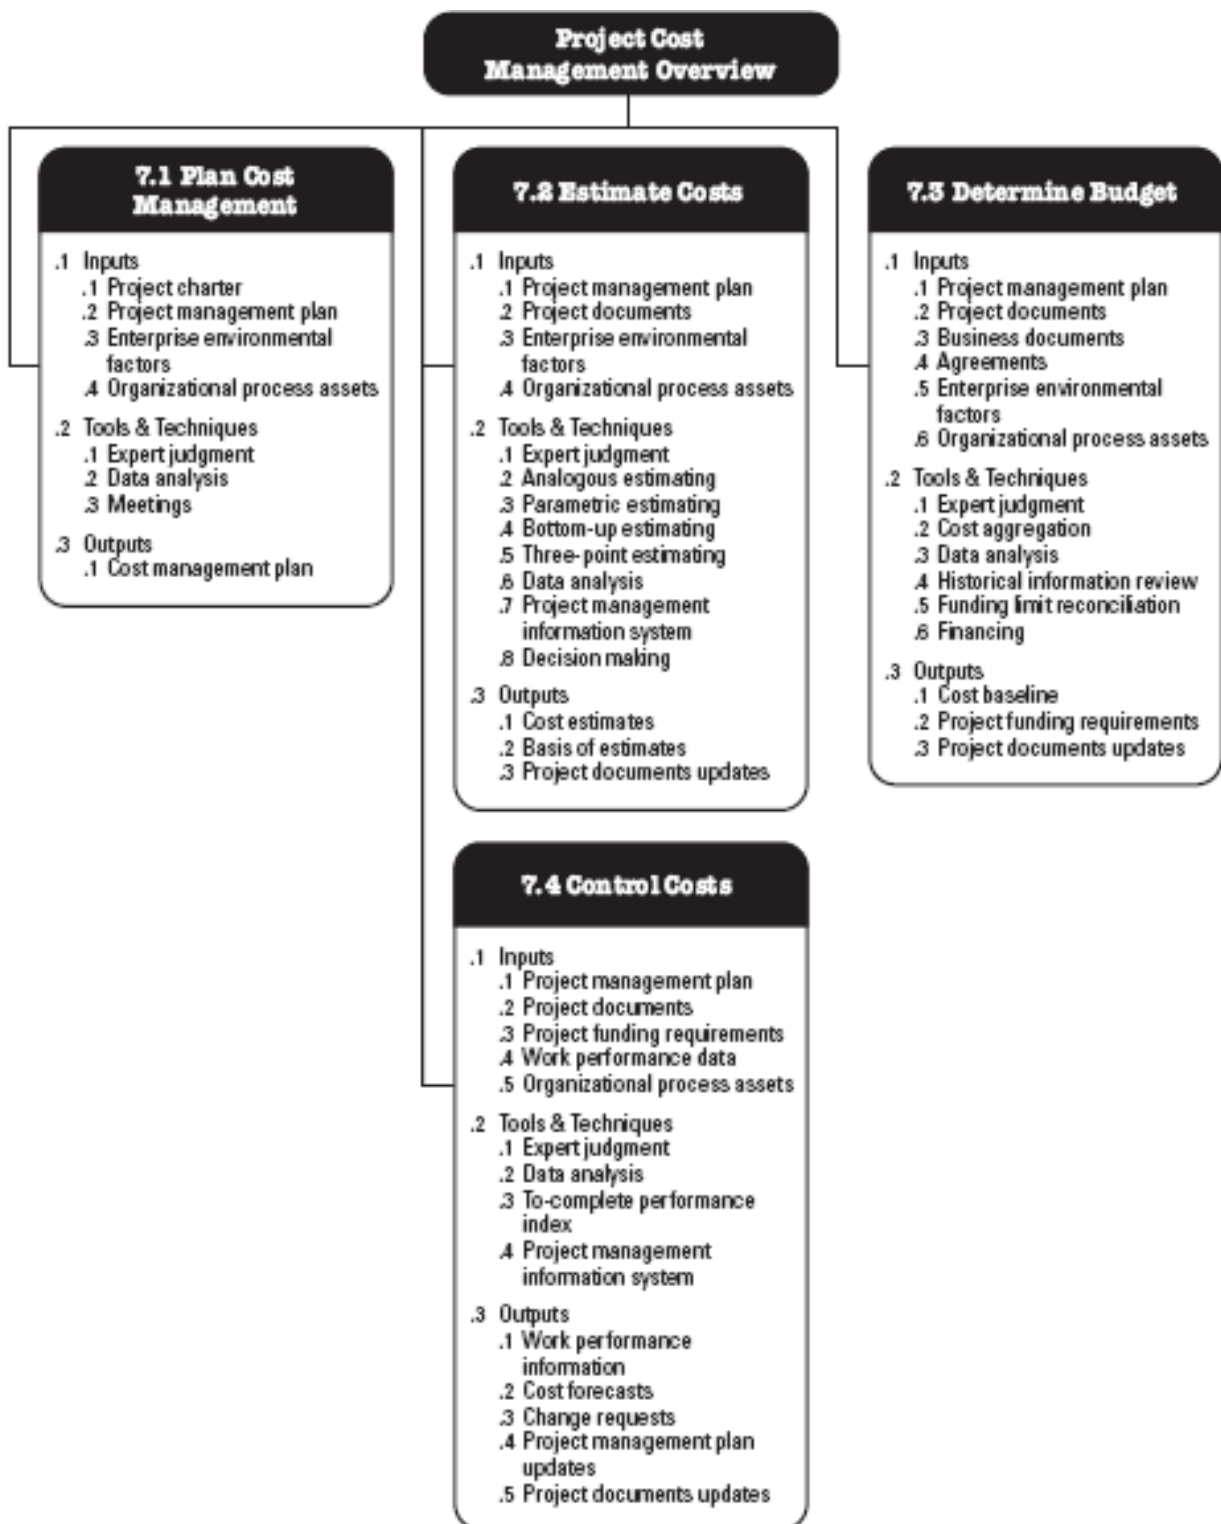 Project Cost
Management Overview
7.1 Plan Cost
Management
.1 Inputs
.1 Project charter
.2 Project management plan
.3 Enterprise environmental
factors
.4 Organizational process assets
.2 Tools & Techniques
.1 Expert judgment
.2 Data analysis
.3 Meetings
.3 Outputs
.1 Cost management plan
7.2 Estimate Costs
.1 Inputs
.1 Project management plan
.2 Project documents
.3 Enterprise environmental
factors
.4 Organizational process assets
.2 Tools & Techniques
.1 Expert judgment
.2 Analogous estimating
.3 Parametric estimating
.4 Bottom-up estimating
.5 Three-point estimating
.6 Data analysis
.7 Project management
information system
.8 Decision making
.3 Outputs
.1 Cost estimates
.2 Basis of estimates
.3 Project documents updates
7.3 Determine Budget
.1 Inputs
.1 Project management plan
.2 Project documents
.3 Business documents
.4 Agreements
.5 Enterprise environmental
factors
.6 Organizational process assets
.2 Tools & Techniques
.1 Expert judgment
.2 Cost aggregation
.3 Data analysis
.4 Historical information review
.5 Funding limit reconciliation
.6 Financing
.3 Outputs
.1 Cost baseline
.2 Project funding requirements
.3 Project documents updates
7.4 Control Costs
.1 Inputs
.1 Project management plan
.2 Project documents
.3 Project funding requirements
.4 Work performance data
.5 Organizational process assets
.2 Tools & Techniques
.1 Expert judgment
.2 Data analysis
.3 To-complete performance
index
.4 Project management
information system
.3 Outputs
.1 Work performance
information
.2 Cost forecasts
.3 Change requests
.4 Project management plan
updates
.5 Project documents updates